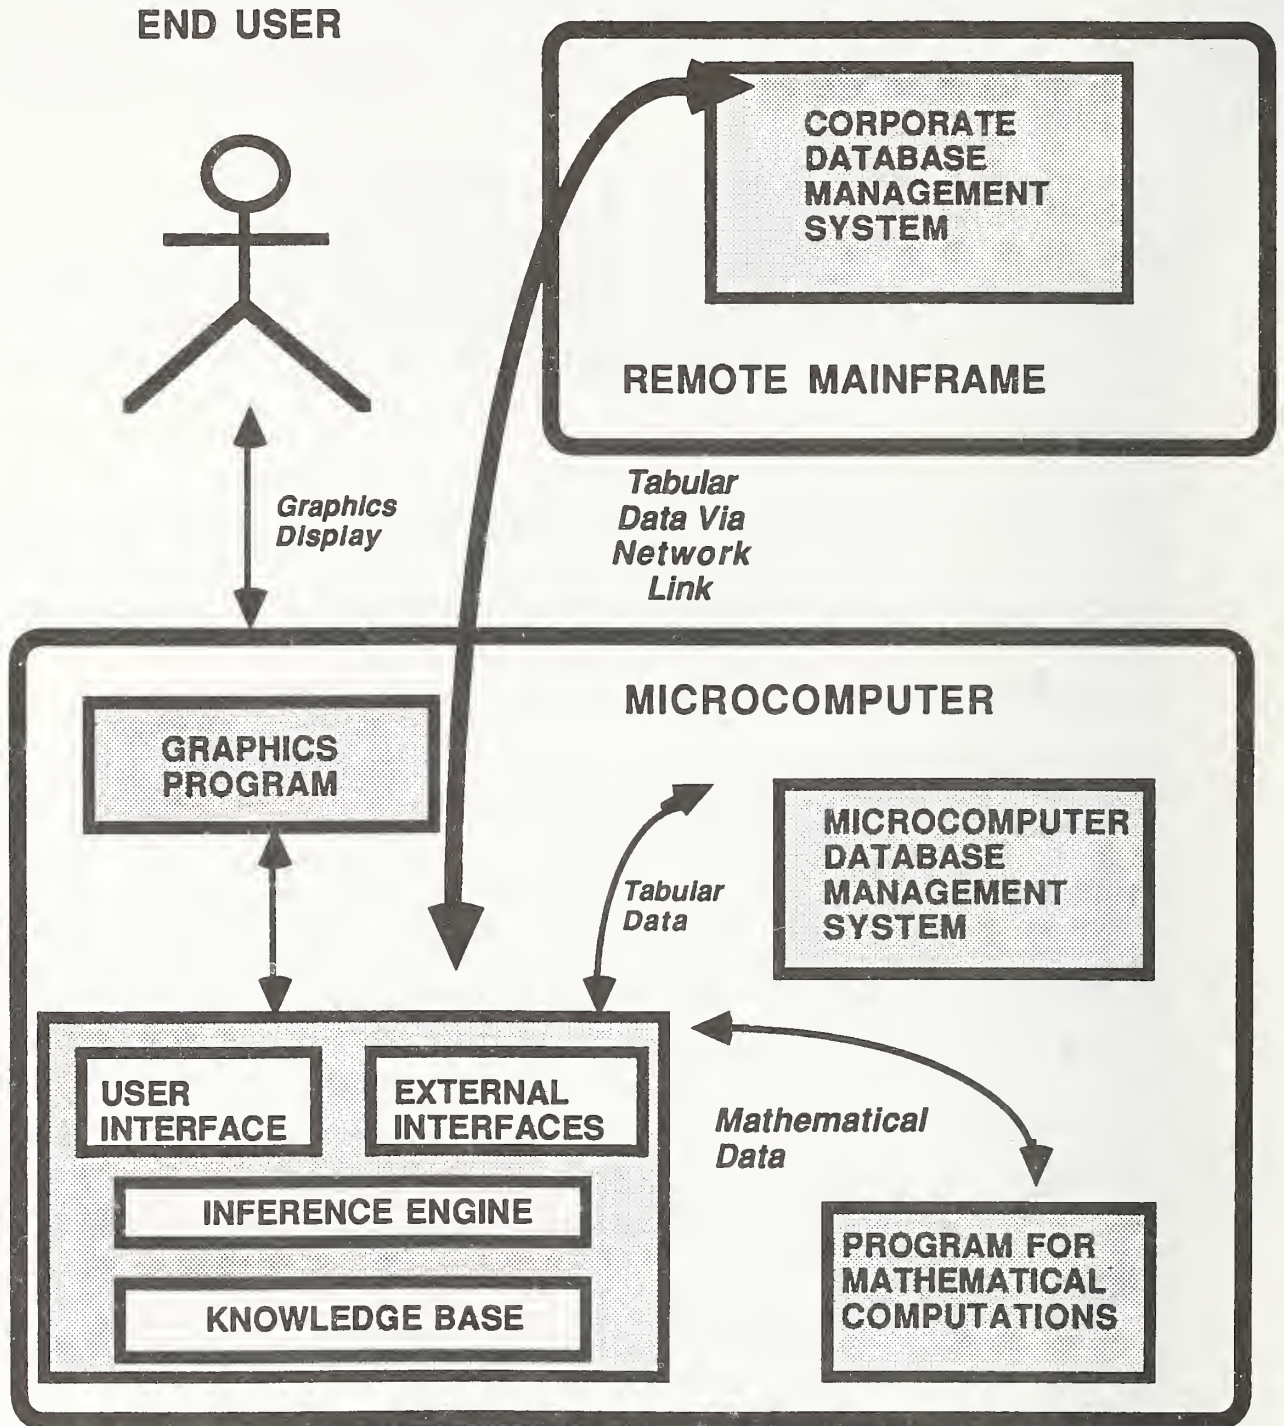 END USER
CORPORATE
DATABASE
MANAGEMENT
SYSTEM
REMOTE MAINFRAME
Graphics
Display
Tabular
Data Via
Network
Link
MICROCOMPUTER
GRAPHICS
PROGRAM
MICROCOMPUTER
DATABASE
MANAGEMENT
SYSTEM
Tabular
Data
USER
INTERFACE
EXTERNAL
INTERFACES
INFERENCE ENGINE
KNOWLEDGE BASE
Mathematical
Data
PROGRAM FOR
MATHEMATICAL
COMPUTATIONS